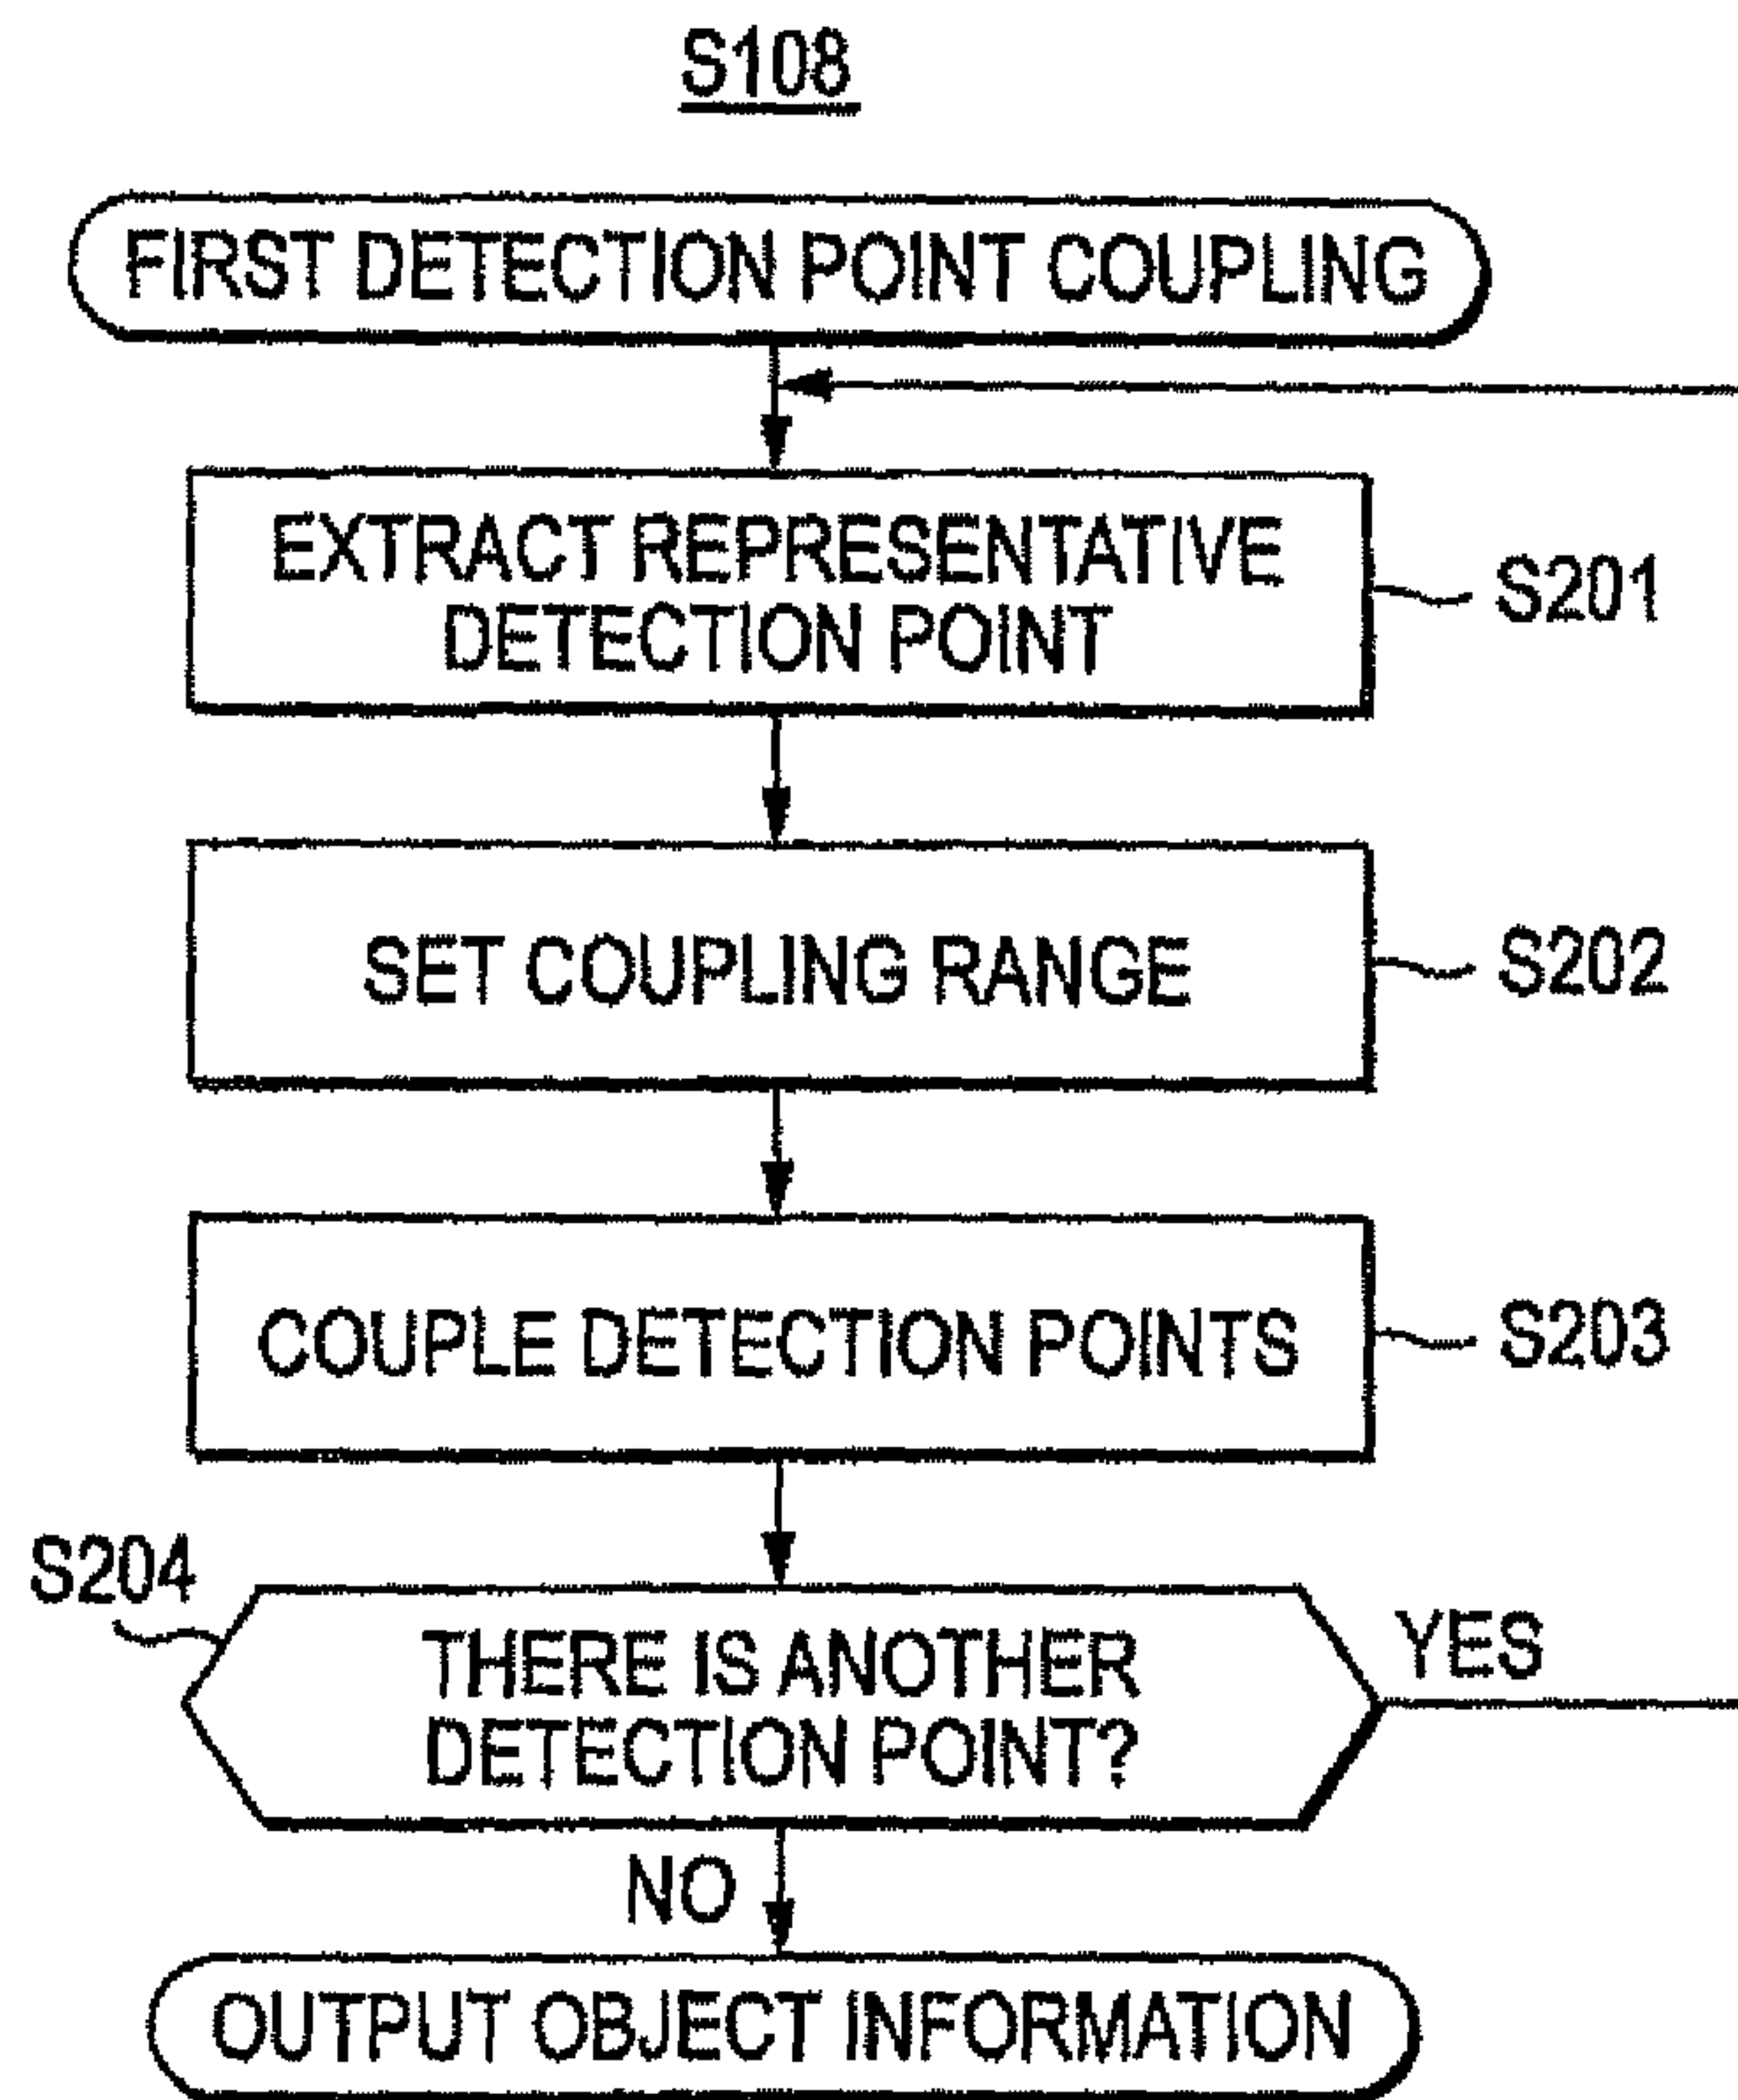 S108
FIRST DETECTION POINT COUPLING
EXTRACT REPRESENTATIVE
DETECTION POINT
S201
SET COUPLING RANGE
S202
COUPLE DETECTION POINTS
S203
S204
THERE IS ANOTHER
DETECTION POINT?
YES
NO
OUTPUT OBJECT INFORMATION